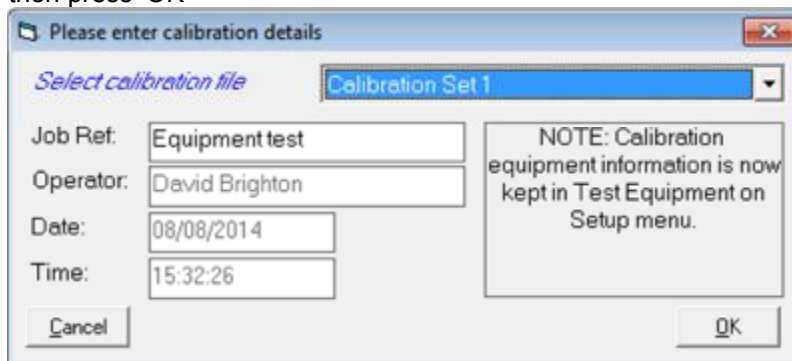 then press 'OK'
Please enter calibration details
Select calibration file
Calibration Set 1
Job Ref:
Equipment test
NOTE: Calibration
equipment information is now
kept in Test Equipment on
Setup menu.
Operator:
David Brighton
Date:
08/08/2014
Time:
15:32:26
Cancel
OK